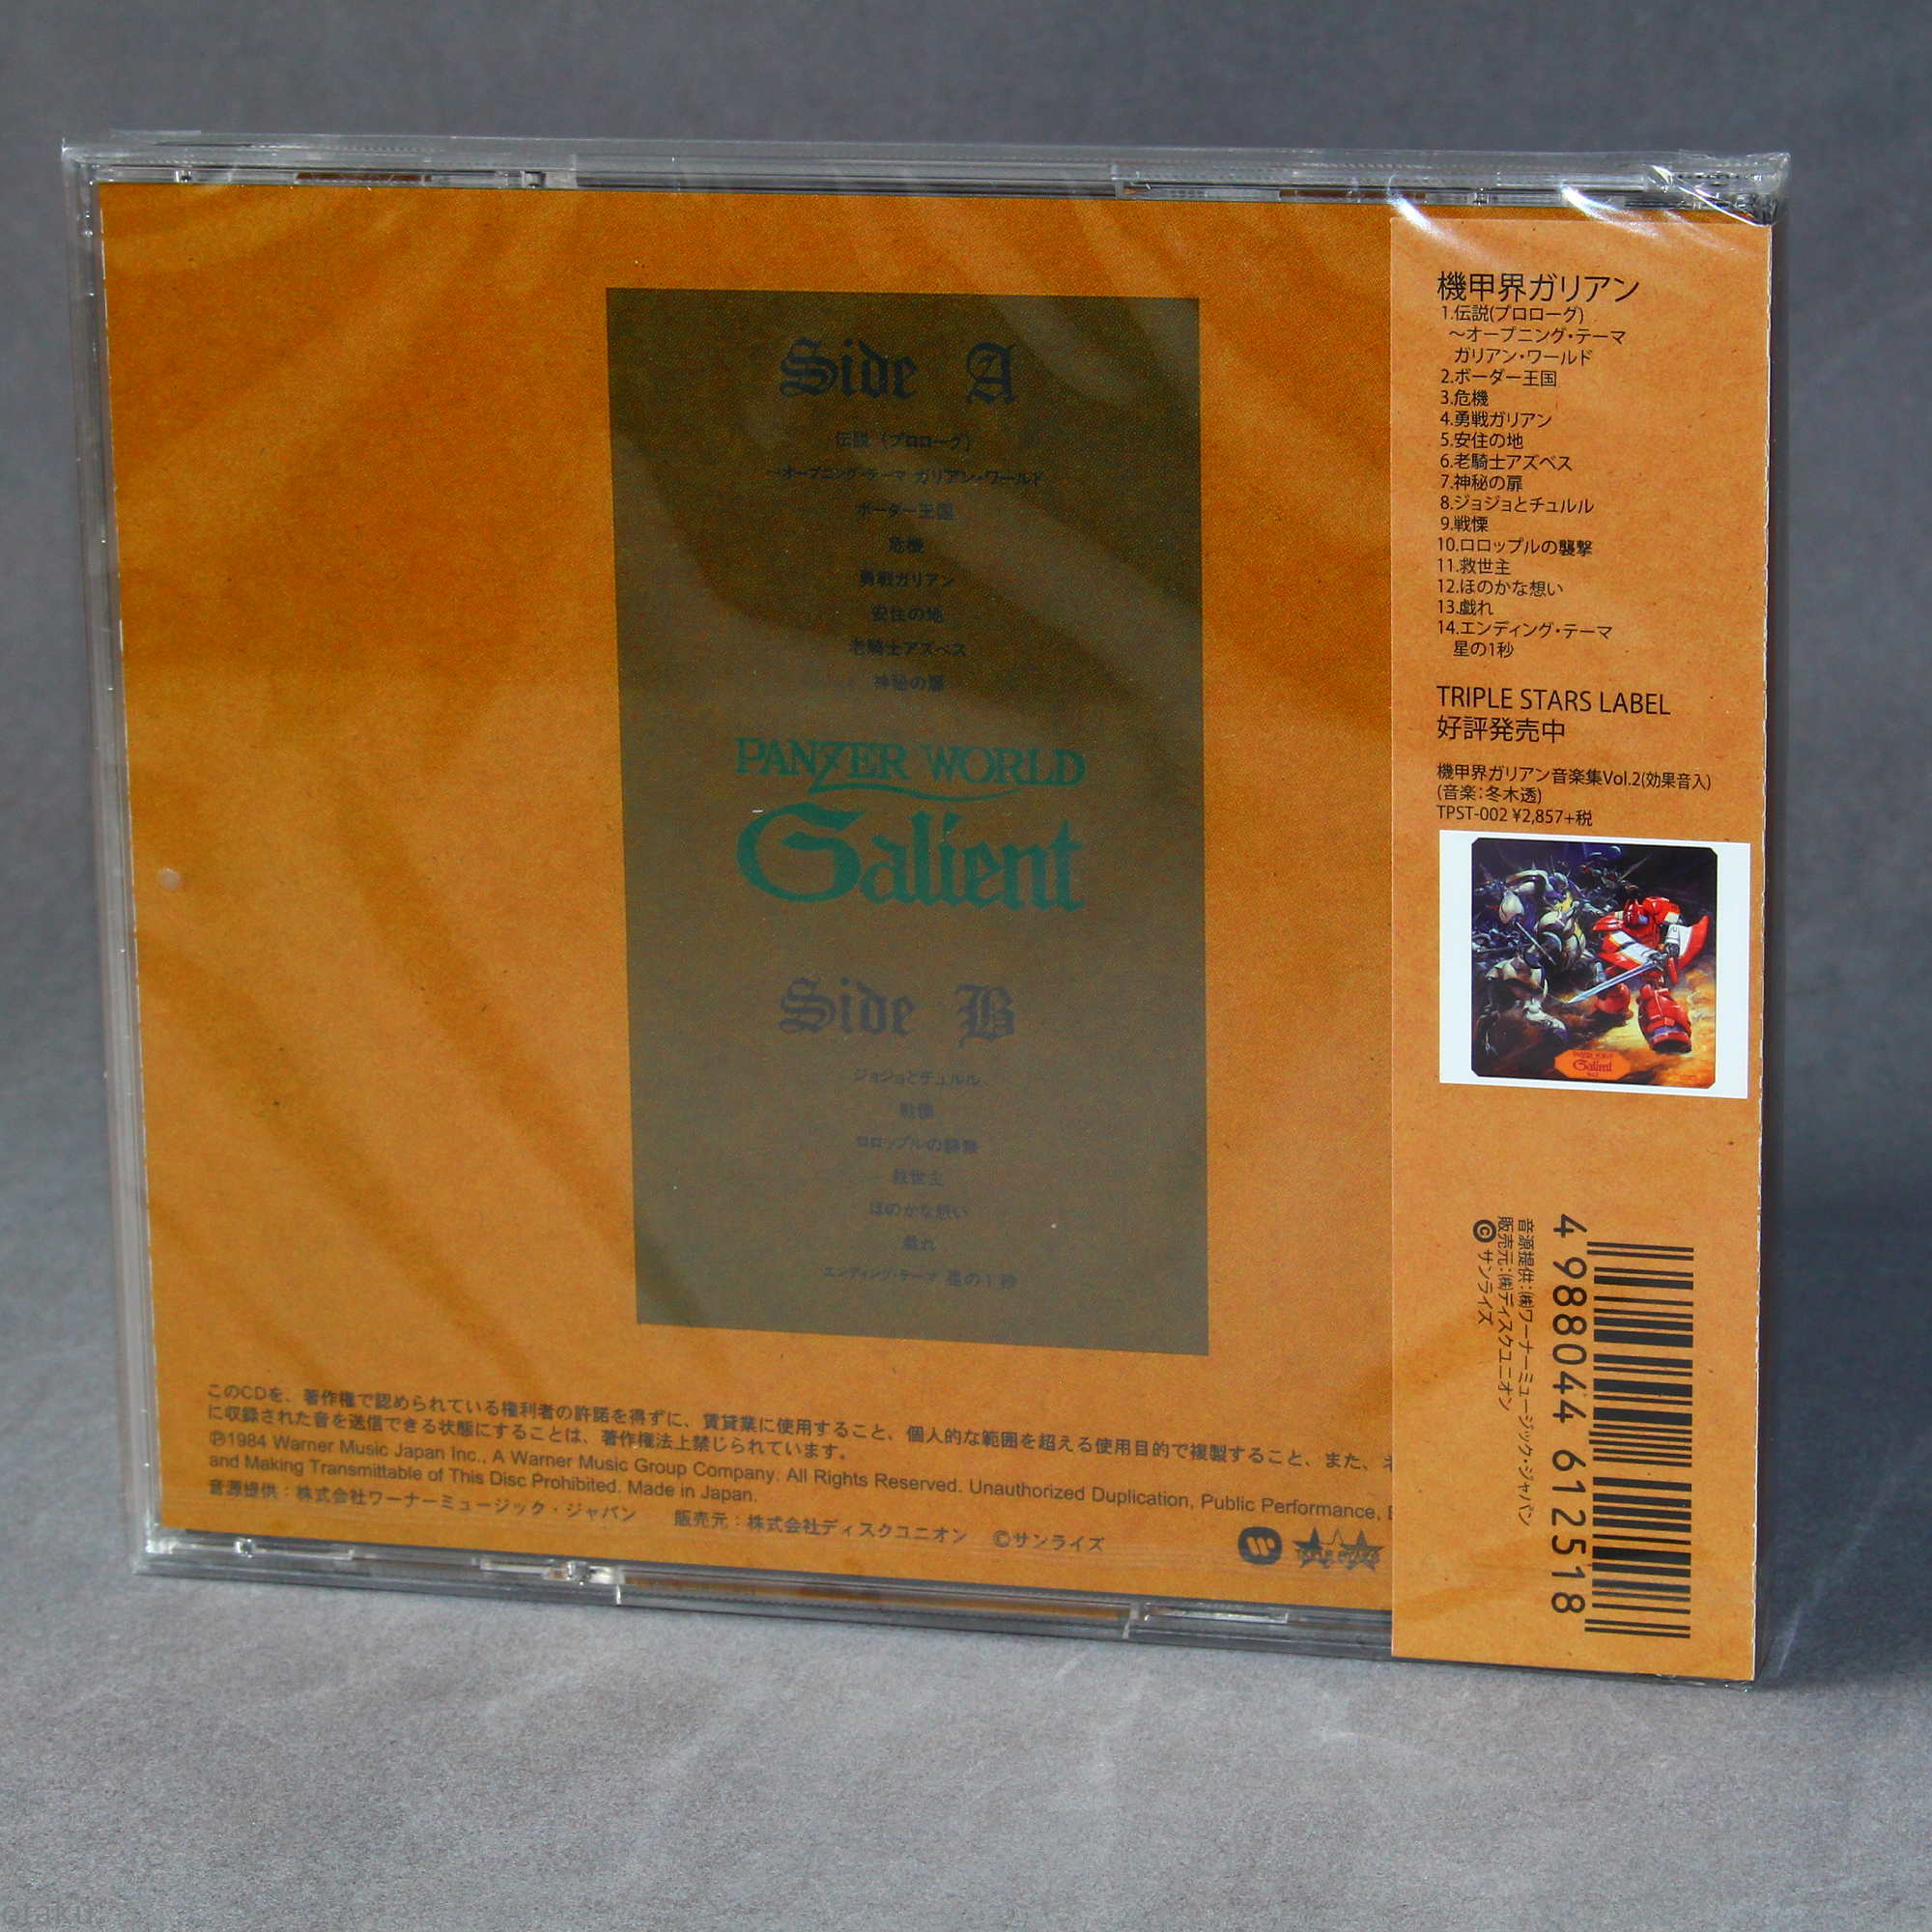 Side A
伝説(プロローグ)
〜オープニング・テーマ ガリアン・ワールド
ボーダー王国
危機
勇戦ガリアン
安住の地
老騎士アズベス
神秘の扉
PANZER WORLD
Galient
Side B
ジョジョとチュルル
戦慄
ロロップルの襲撃
救世主
ほのかな想い
戯れ
エンディング・テーマ 星の1秒
このCDを、著作権で認められている権利者の許諾を得ずに、賃貸業に使用すること、個人的な範囲を超える使用目的で複製すること、また、ネ
に収録された音を送信できる状態にすることは、著作権法上禁じられています。
℗1984 Warner Music Japan Inc., A Warner Music Group Company. All Rights Reserved. Unauthorized Duplication, Public Performance,
and Making Transmittable of This Disc Prohibited. Made in Japan.
音源提供：株式会社ワーナーミュージック・ジャパン 販売元：株式会社ディスクユニオン ©サンライズ
機甲界ガリアン
1.伝説(プロローグ)
〜オープニング・テーマ
ガリアン・ワールド
2.ボーダー王国
3.危機
4.勇戦ガリアン
5.安住の地
6.老騎士アズベス
7.神秘の扉
8.ジョジョとチュルル
9.戦慄
10.ロロップルの襲撃
11.救世主
12.ほのかな想い
13.戯れ
14.エンディング・テーマ
星の1秒
TRIPLE STARS LABEL
好評発売中
機甲界ガリアン音楽集Vol.2(効果音入)
(音楽：冬木透)
TPST-002 ¥2,857+税
Galient
4 988044 612518
音源提供：㈱ワーナーミュージック・ジャパン
販売元：㈱ディスクユニオン
©サンライズ
otaku